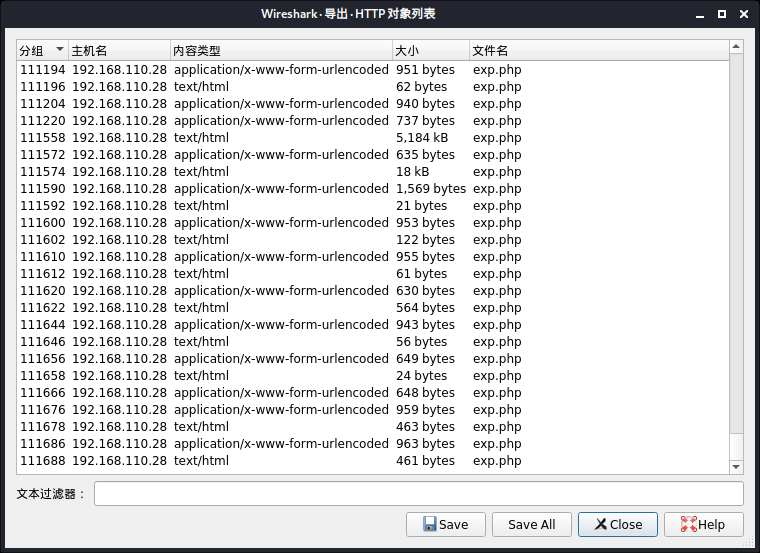 Wireshark · 导出 · HTTP 对象列表
分组 主机名 内容类型 大小 文件名
111194 192.168.110.28 application/x-www-form-urlencoded 951 bytes exp.php
111196 192.168.110.28 text/html 62 bytes exp.php
111204 192.168.110.28 application/x-www-form-urlencoded 940 bytes exp.php
111220 192.168.110.28 application/x-www-form-urlencoded 737 bytes exp.php
111558 192.168.110.28 text/html 5,184 kB exp.php
111572 192.168.110.28 application/x-www-form-urlencoded 635 bytes exp.php
111574 192.168.110.28 text/html 18 kB exp.php
111590 192.168.110.28 application/x-www-form-urlencoded 1,569 bytes exp.php
111592 192.168.110.28 text/html 21 bytes exp.php
111600 192.168.110.28 application/x-www-form-urlencoded 953 bytes exp.php
111602 192.168.110.28 text/html 122 bytes exp.php
111610 192.168.110.28 application/x-www-form-urlencoded 955 bytes exp.php
111612 192.168.110.28 text/html 61 bytes exp.php
111620 192.168.110.28 application/x-www-form-urlencoded 630 bytes exp.php
111622 192.168.110.28 text/html 564 bytes exp.php
111644 192.168.110.28 application/x-www-form-urlencoded 943 bytes exp.php
111646 192.168.110.28 text/html 56 bytes exp.php
111656 192.168.110.28 application/x-www-form-urlencoded 649 bytes exp.php
111658 192.168.110.28 text/html 24 bytes exp.php
111666 192.168.110.28 application/x-www-form-urlencoded 648 bytes exp.php
111676 192.168.110.28 application/x-www-form-urlencoded 959 bytes exp.php
111678 192.168.110.28 text/html 463 bytes exp.php
111686 192.168.110.28 application/x-www-form-urlencoded 963 bytes exp.php
111688 192.168.110.28 text/html 461 bytes exp.php
文本过滤器：
Save Save All Close Help